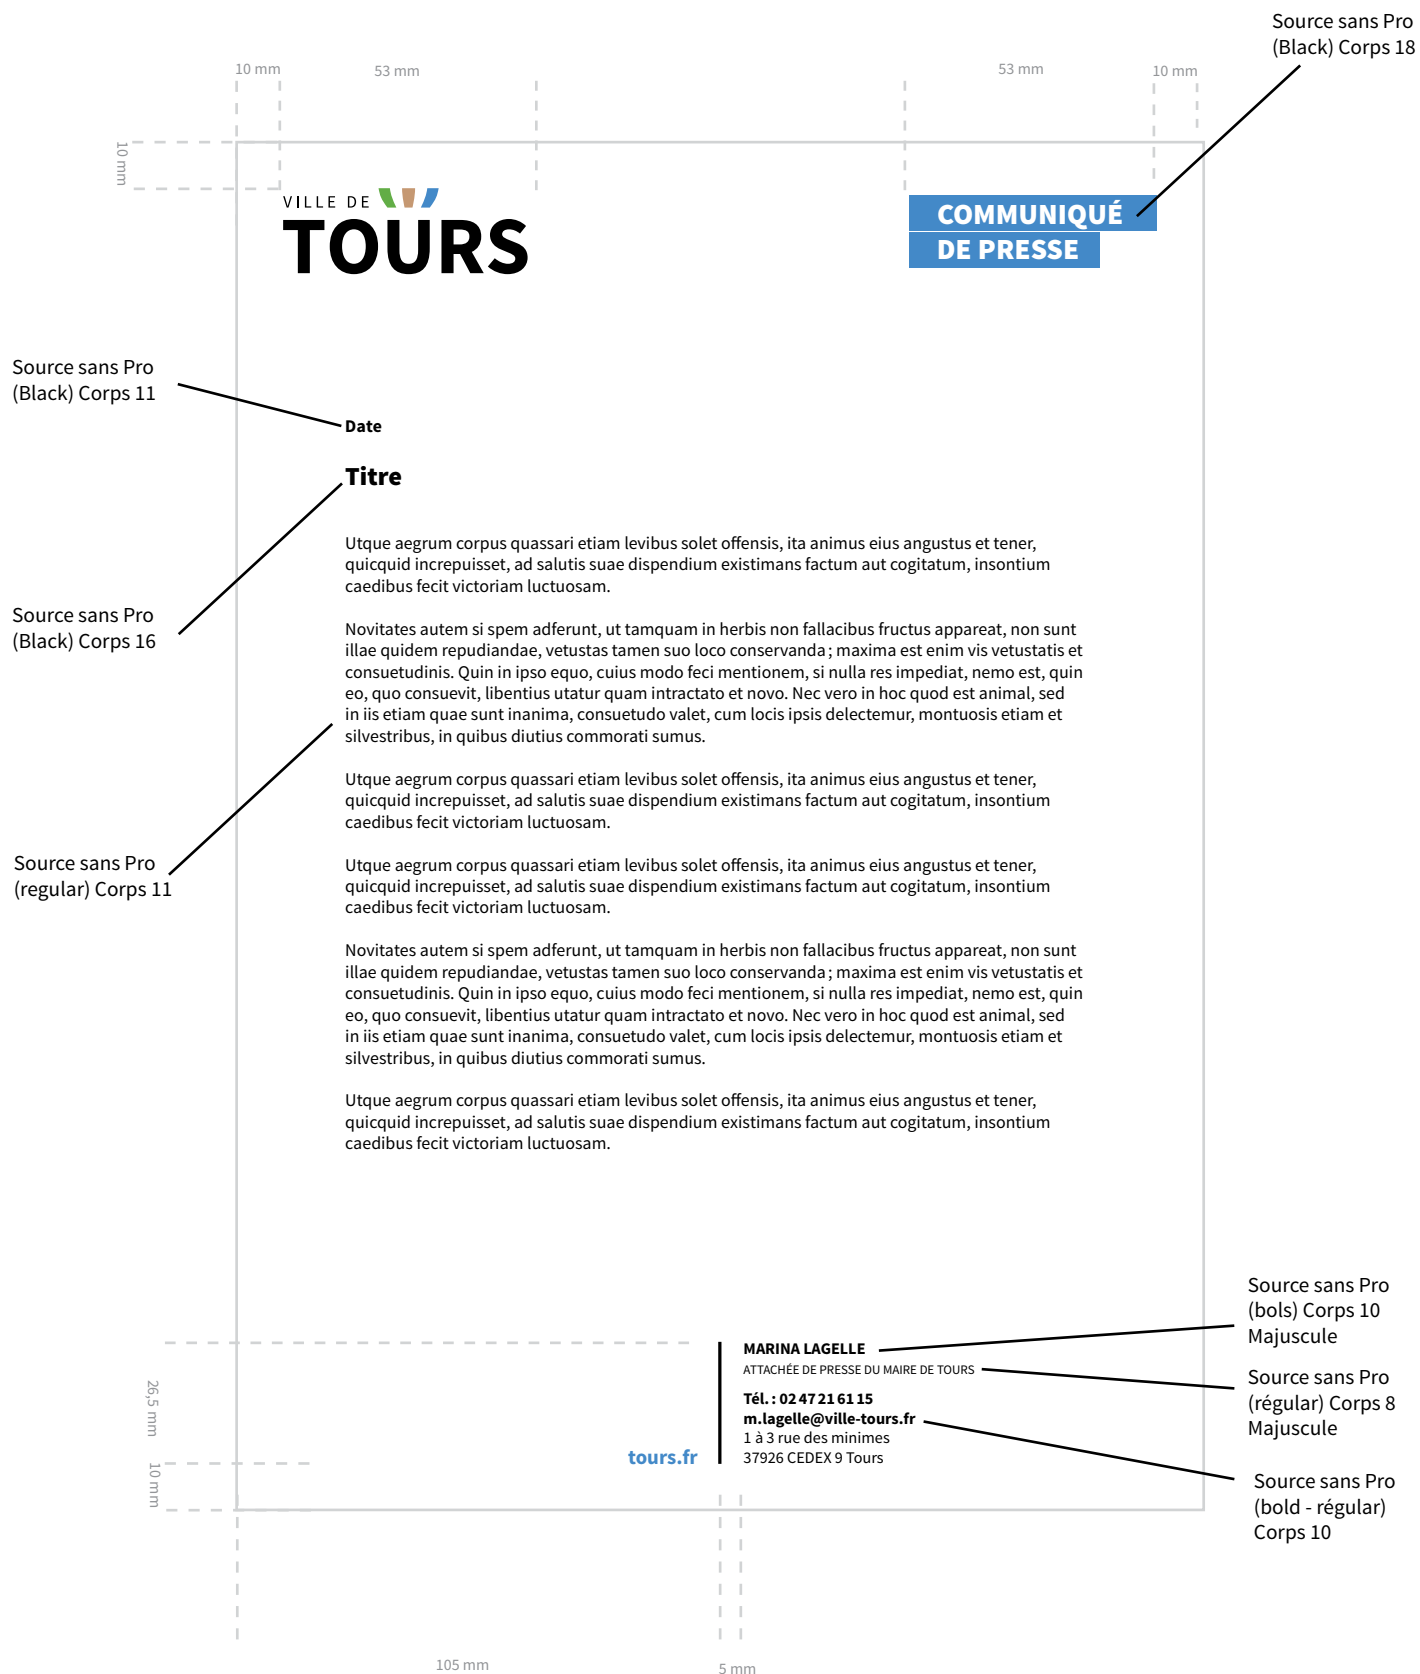 Source sans Pro
(Black) Corps 18
10 mm
53 mm
53 mm
10 mm
10 mm
VILLE DE
TOURS
COMMUNIQUÉ
DE PRESSE
Source sans Pro
(Black) Corps 11
Date
Titre
Utque aegrum corpus quassari etiam levibus solet offensis, ita animus eius angustus et tener,
quicquid increpuisset, ad salutis suae dispendium existimans factum aut cogitatum, insontium
caedibus fecit victoriam luctuosam.
Source sans Pro
(Black) Corps 16
Novitates autem si spem adferunt, ut tamquam in herbis non fallacibus fructus appareat, non sunt
illae quidem repudiandae, vetustas tamen suo loco conservanda ; maxima est enim vis vetustatis et
consuetudinis. Quin in ipso equo, cuius modo feci mentionem, si nulla res impediat, nemo est, quin
eo, quo consuevit, libentius utatur quam intractato et novo. Nec vero in hoc quod est animal, sed
in iis etiam quae sunt inanima, consuetudo valet, cum locis ipsis delectemur, montuosis etiam et
silvestribus, in quibus diutius commorati sumus.
Utque aegrum corpus quassari etiam levibus solet offensis, ita animus eius angustus et tener,
quicquid increpuisset, ad salutis suae dispendium existimans factum aut cogitatum, insontium
caedibus fecit victoriam luctuosam.
Source sans Pro
(regular) Corps 11
Utque aegrum corpus quassari etiam levibus solet offensis, ita animus eius angustus et tener,
quicquid increpuisset, ad salutis suae dispendium existimans factum aut cogitatum, insontium
caedibus fecit victoriam luctuosam.
Novitates autem si spem adferunt, ut tamquam in herbis non fallacibus fructus appareat, non sunt
illae quidem repudiandae, vetustas tamen suo loco conservanda ; maxima est enim vis vetustatis et
consuetudinis. Quin in ipso equo, cuius modo feci mentionem, si nulla res impediat, nemo est, quin
eo, quo consuevit, libentius utatur quam intractato et novo. Nec vero in hoc quod est animal, sed
in iis etiam quae sunt inanima, consuetudo valet, cum locis ipsis delectemur, montuosis etiam et
silvestribus, in quibus diutius commorati sumus.
Utque aegrum corpus quassari etiam levibus solet offensis, ita animus eius angustus et tener,
quicquid increpuisset, ad salutis suae dispendium existimans factum aut cogitatum, insontium
caedibus fecit victoriam luctuosam.
Source sans Pro
(bols) Corps 10
Majuscule
MARINA LAGELLE
ATTACHÉE DE PRESSE DU MAIRE DE TOURS
Source sans Pro
(régular) Corps 8
Majuscule
Tél. : 02 47 21 61 15
m.lagelle@ville-tours.fr
1 à 3 rue des minimes
37926 CEDEX 9 Tours
tours.fr
26,5 mm
10 mm
Source sans Pro
(bold - régular)
Corps 10
105 mm
5 mm